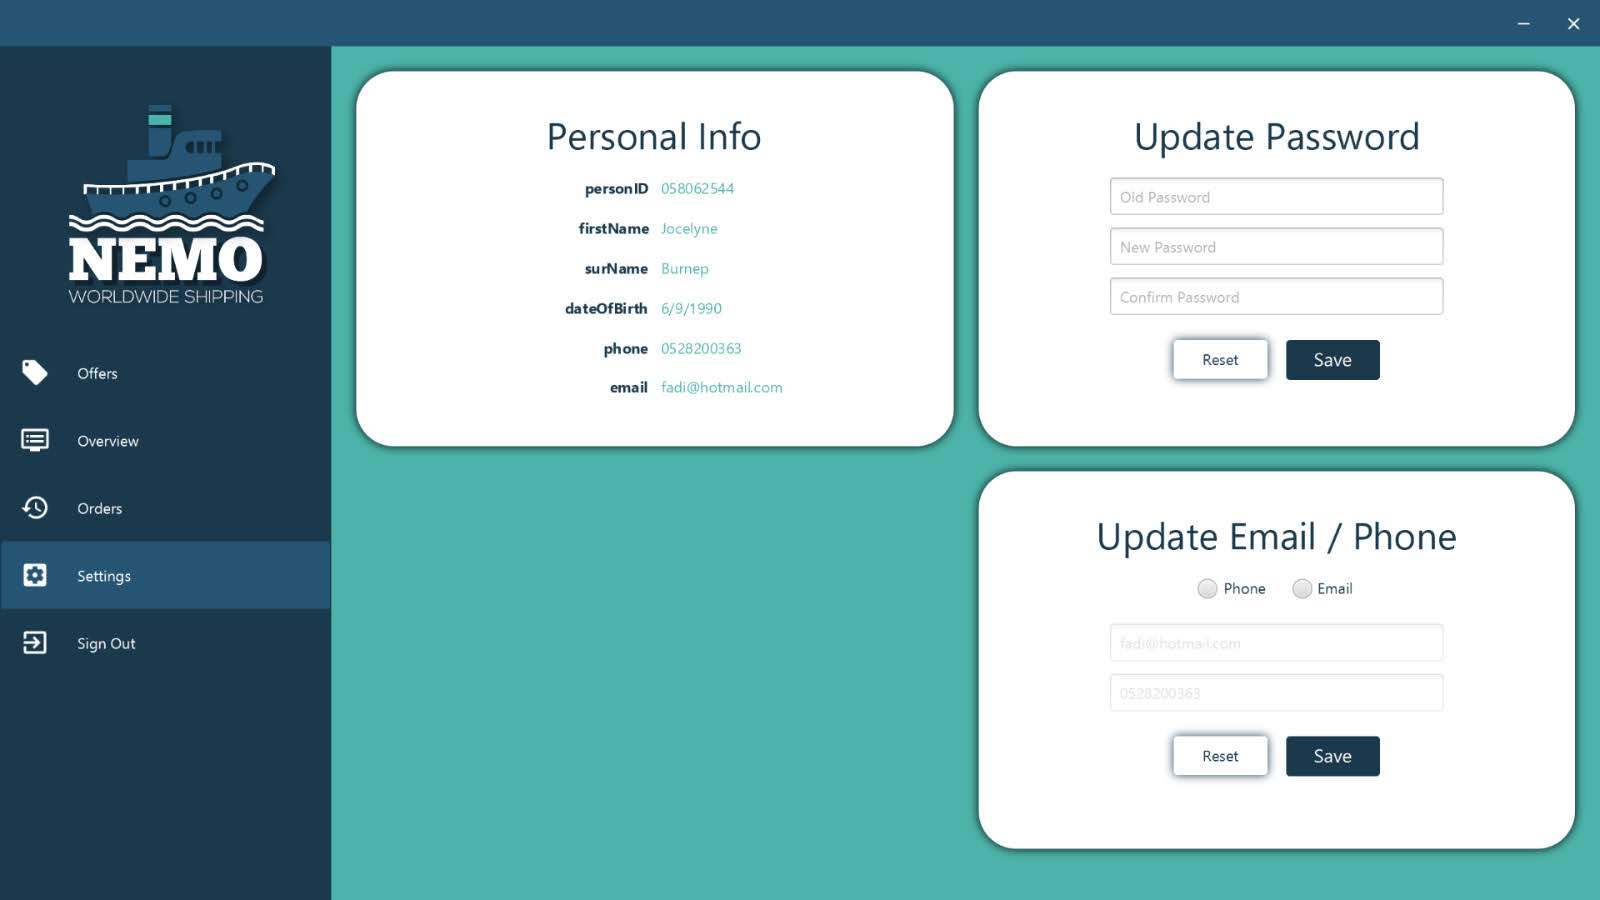 NEMO
WORLDWIDE SHIPPING
Offers
Overview
Orders
Settings
Sign Out
Personal Info
personID 058062544
firstName Jocelyne
surName Burnep
dateOfBirth 6/9/1990
phone 0528200363
email fadi@hotmail.com
Update Password
Old Password
New Password
Confirm Password
Reset Save
Update Email / Phone
Phone Email
fadi@hotmail.com
0528200363
Reset Save